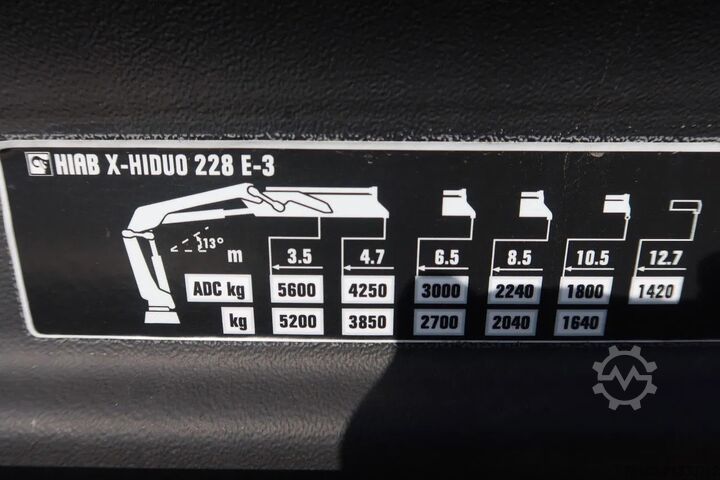 HIAB X-HIDUO 228 E-3
13°
m 3.5 4.7 6.5 8.5 10.5 12.7
ADC kg 5600 4250 3000 2240 1800 1420
kg 5200 3850 2700 2040 1640